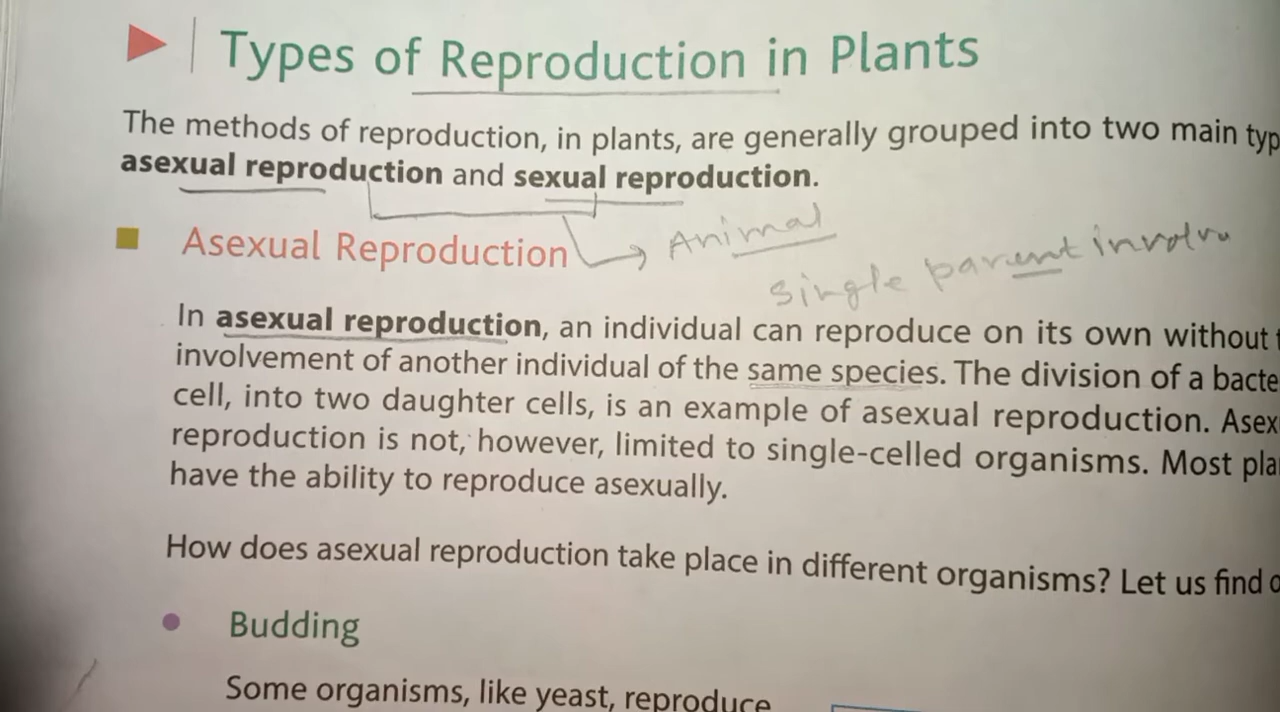 Types of Reproduction in Plants
The methods of reproduction, in plants, are generally grouped into two main typ
asexual reproduction and sexual reproduction.
Animal
Asexual Reproduction
single parent involv
In asexual reproduction, an individual can reproduce on its own without t
involvement of another individual of the same species. The division of a bacte
cell, into two daughter cells, is an example of asexual reproduction. Asex
reproduction is not, however, limited to single-celled organisms. Most pla
have the ability to reproduce asexually.
How does asexual reproduction take place in different organisms? Let us find o
Budding
Some organisms, like yeast, reproduce